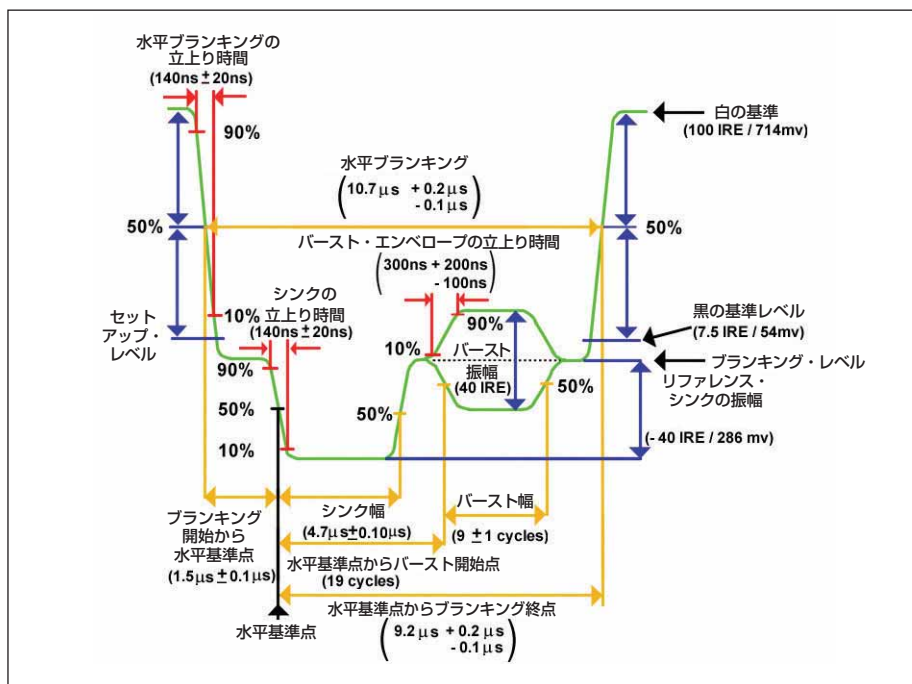 水平ブランキングの
立上り時間
(140ns ± 20ns)
90%
白の基準
(100 IRE / 714mv)
水平ブランキング
(10.7 μs + 0.2 μs
- 0.1 μs)
50%
50%
バースト・エンベロープの立上り時間
(300ns + 200ns
- 100ns)
シンクの
立上り時間
(140ns ± 20ns)
セット
アップ・
レベル
10%
90%
黒の基準レベル
(7.5 IRE / 54mv)
90%
10%
バースト
振幅
(40 IRE)
ブランキング・レベル
リファレンス・
シンクの振幅
(- 40 IRE / 286 mv)
50%
50%
50%
10%
ブランキング
開始から
水平基準点
(1.5μs ± 0.1 μs)
シンク幅
(4.7μs±0.10μs)
バースト幅
(9 ± 1 cycles)
水平基準点からバースト開始点
(19 cycles)
水平基準点からブランキング終点
(9.2 μs + 0.2 μs
- 0.1 μs)
水平基準点